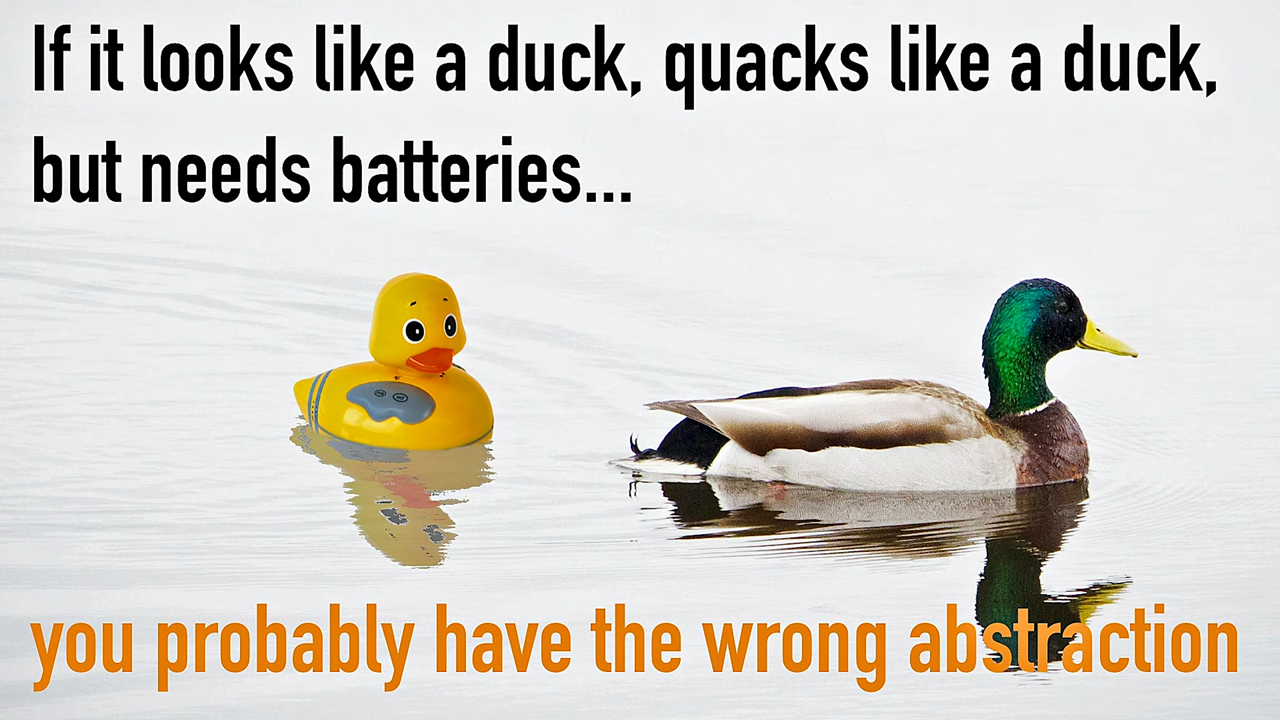 If it looks like a duck, quacks like a duck,
but needs batteries...
you probably have the wrong abstraction